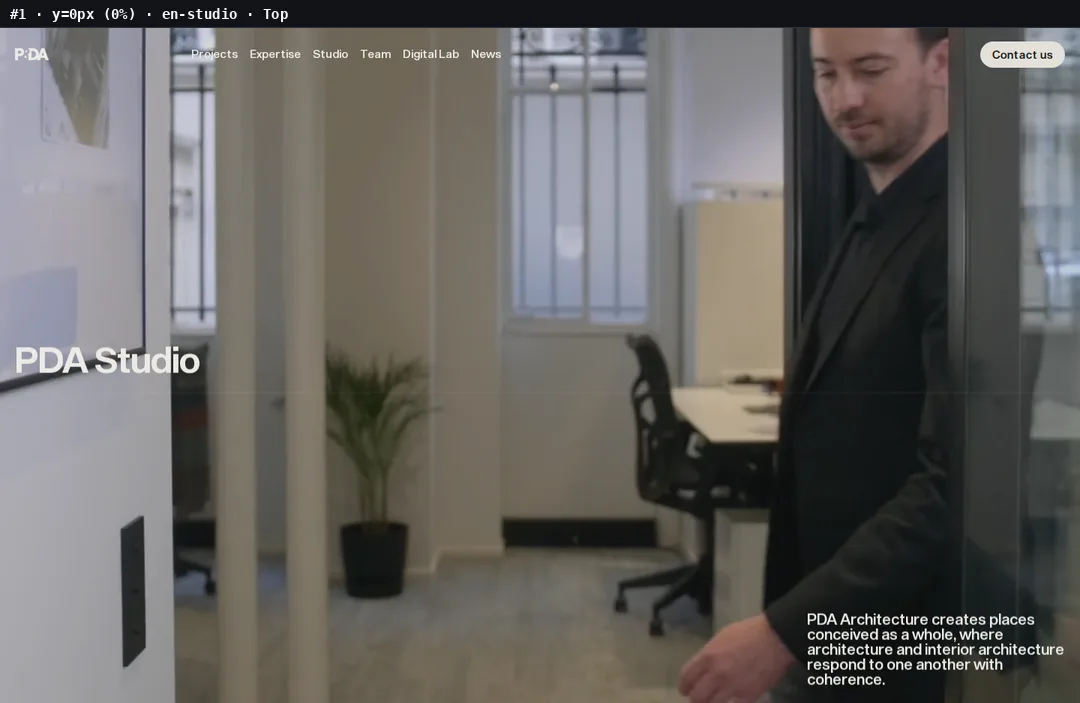 #1 · y=0px (0%) · en-studio · Top
P:DA
Projects Expertise Studio Team Digital Lab News
Contact us
PDA Studio
PDA Architecture creates places
conceived as a whole, where
architecture and interior architecture
respond to one another with
coherence.